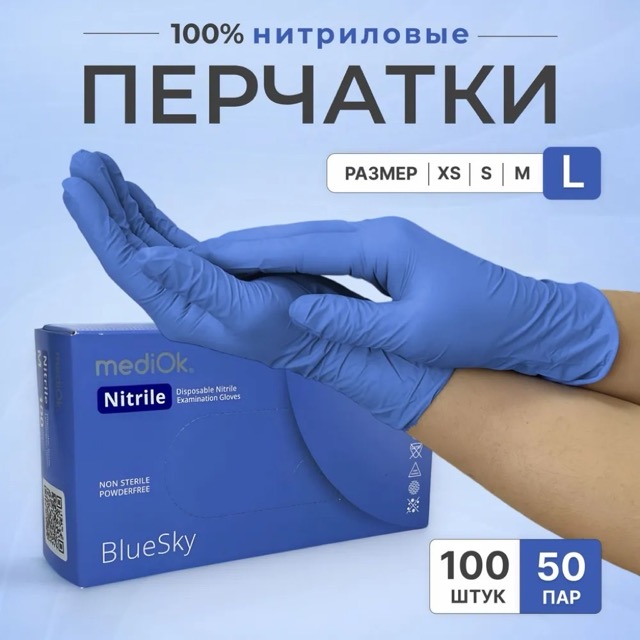 100% нитриловые
ПЕРЧАТКИ
РАЗМЕР | XS | S | M | L
mediOk
Nitrile
Disposable Nitrile
Examination Gloves
NON STERILE
POWDERFREE
BlueSky
100 ШТУК
50 ПАР